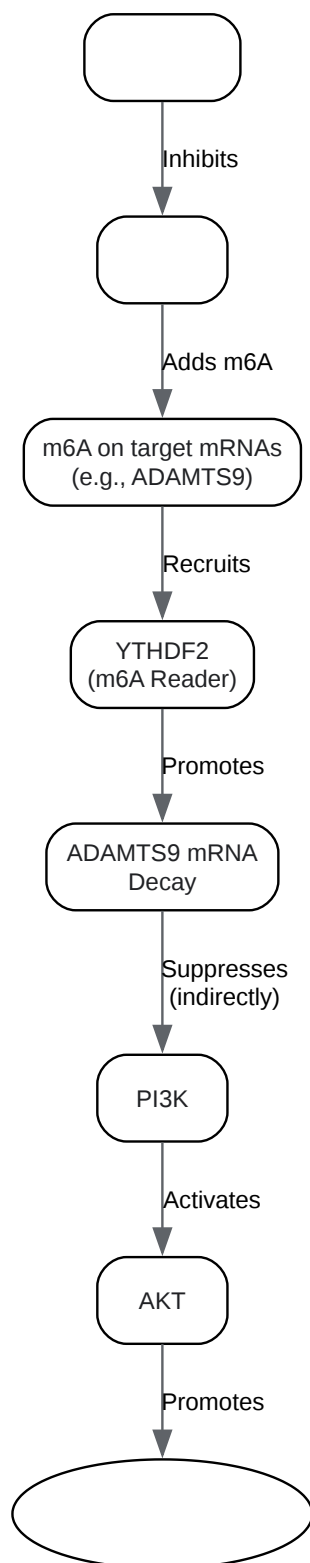 Inhibits
Adds m6A
m6A on target mRNAs
(e.g., ADAMTS9)
Recruits
YTHDF2
(m6A Reader)
Promotes
ADAMTS9 mRNA
Decay
Suppresses
(indirectly)
PI3K
Activates
AKT
Promotes